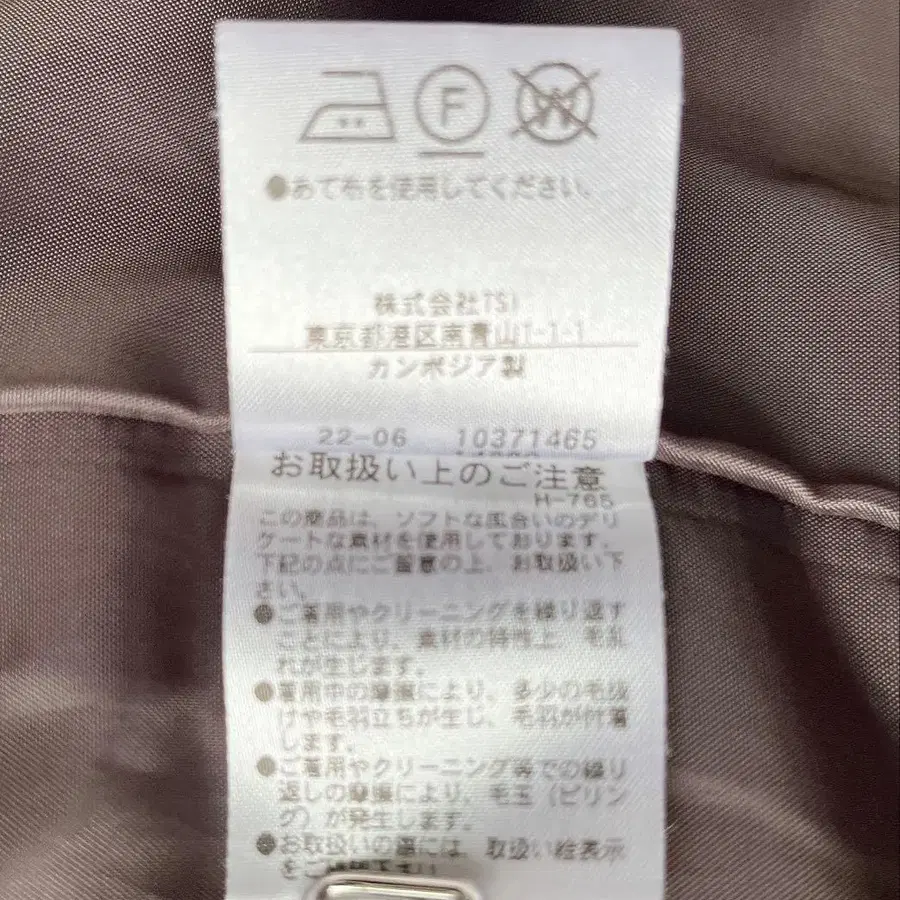 F
W
●あて布を使用してください。
株式会社TSI
東京都港区南青山1-1-1
カンボジア製
22-06 10371465
お取扱い上のご注意
H-765
この商品は、ソフトな風合いのデリ
ケートな素材を使用しております。
下記の点にご留意の上、お取扱い下
さい。
●ご着用やクリーニングを繰り返す
ことにより、素材の特性上、毛乱
れが生じます。
●着用中の摩擦により、多少の毛抜
けや毛羽立ちが生じ、毛羽が付着
します。
●ご着用やクリーニング等での繰り
返しの摩擦により、毛玉（ピリン
グ）が発生します。
●お取扱いの際には、取扱い絵表示
をご